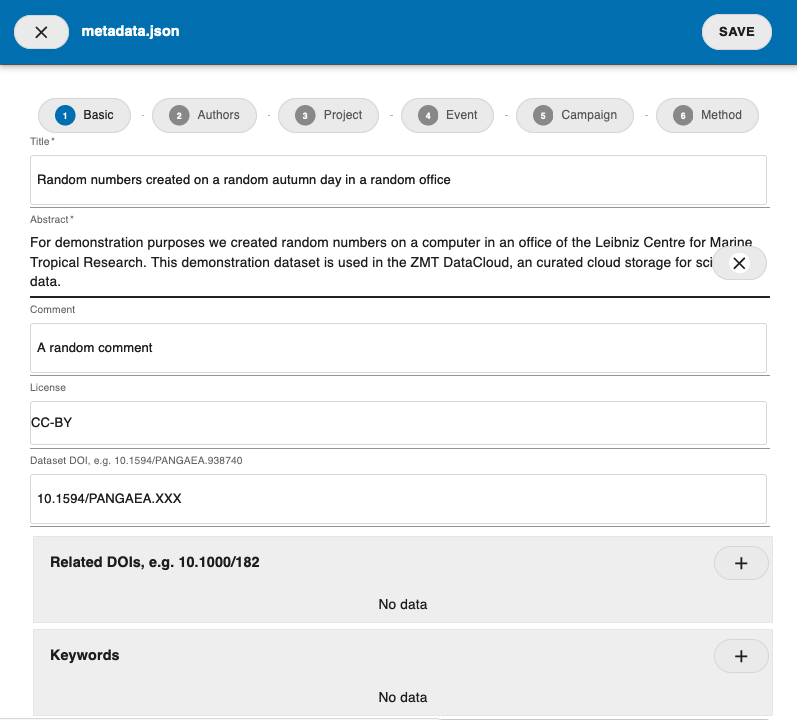 metadata.json
SAVE
1 Basic - 2 Authors - 3 Project - 4 Event - 5 Campaign - 6 Method
Title *
Random numbers created on a random autumn day in a random office
Abstract *
For demonstration purposes we created random numbers on a computer in an office of the Leibniz Centre for Marine
Tropical Research. This demonstration dataset is used in the ZMT DataCloud, an curated cloud storage for sci
data.
Comment
A random comment
License
CC-BY
Dataset DOI, e.g. 10.1594/PANGAEA.938740
10.1594/PANGAEA.XXX
Related DOIs, e.g. 10.1000/182
No data
Keywords
No data